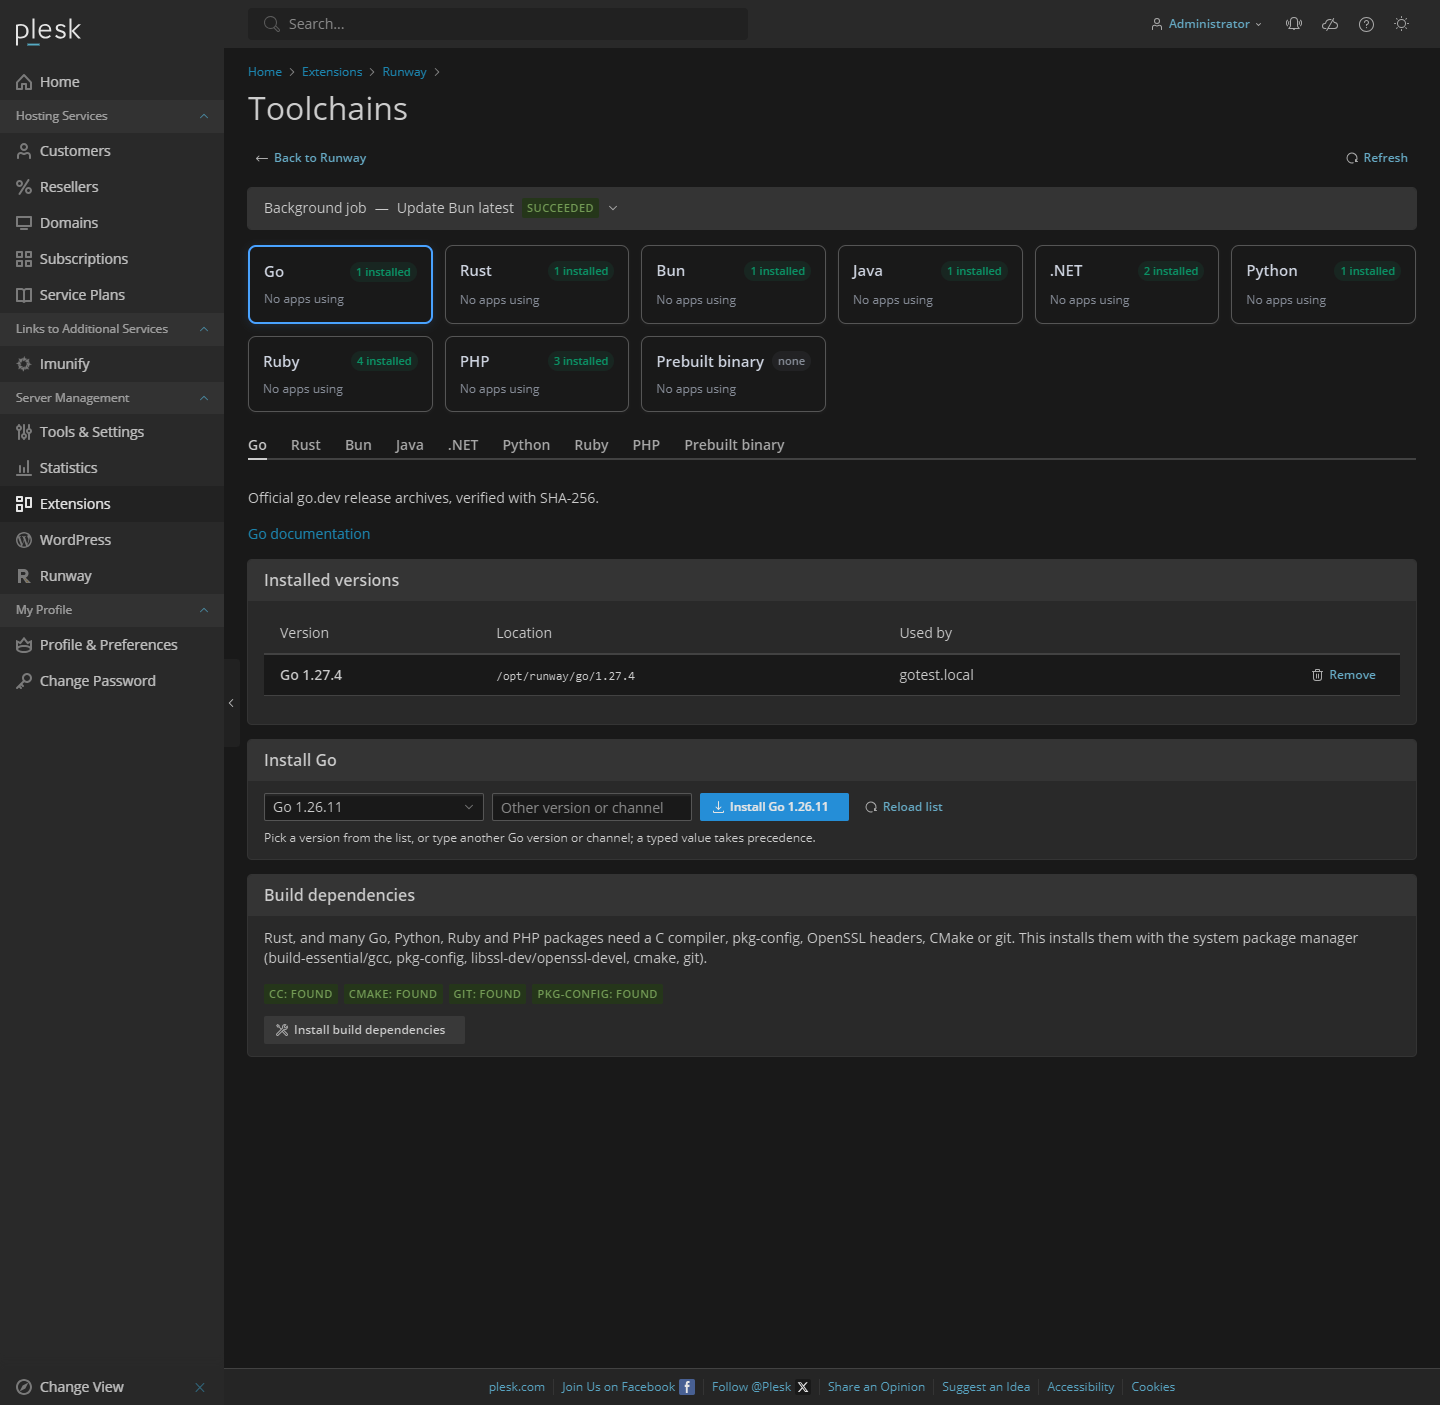 plesk
Search...
Administrator
Home
Hosting Services
Customers
Resellers
Domains
Subscriptions
Service Plans
Links to Additional Services
Imunify
Server Management
Tools & Settings
Statistics
Extensions
WordPress
Runway
My Profile
Profile & Preferences
Change Password
Change View
Home > Extensions > Runway >
Toolchains
Back to Runway
Refresh
Background job — Update Bun latest SUCCEEDED
Go 1 installed
No apps using
Rust 1 installed
No apps using
Bun 1 installed
No apps using
Java 1 installed
No apps using
.NET 2 installed
No apps using
Python 1 installed
No apps using
Ruby 4 installed
No apps using
PHP 3 installed
No apps using
Prebuilt binary none
No apps using
Go Rust Bun Java .NET Python Ruby PHP Prebuilt binary
Official go.dev release archives, verified with SHA-256.
Go documentation
Installed versions
Version Location Used by
Go 1.27.4 /opt/runway/go/1.27.4 gotest.local Remove
Install Go
Go 1.26.11 Other version or channel Install Go 1.26.11 Reload list
Pick a version from the list, or type another Go version or channel; a typed value takes precedence.
Build dependencies
Rust, and many Go, Python, Ruby and PHP packages need a C compiler, pkg-config, OpenSSL headers, CMake or git. This installs them with the system package manager
(build-essential/gcc, pkg-config, libssl-dev/openssl-devel, cmake, git).
CC: FOUND CMAKE: FOUND GIT: FOUND PKG-CONFIG: FOUND
Install build dependencies
plesk.com Join Us on Facebook Follow @Plesk Share an Opinion Suggest an Idea Accessibility Cookies